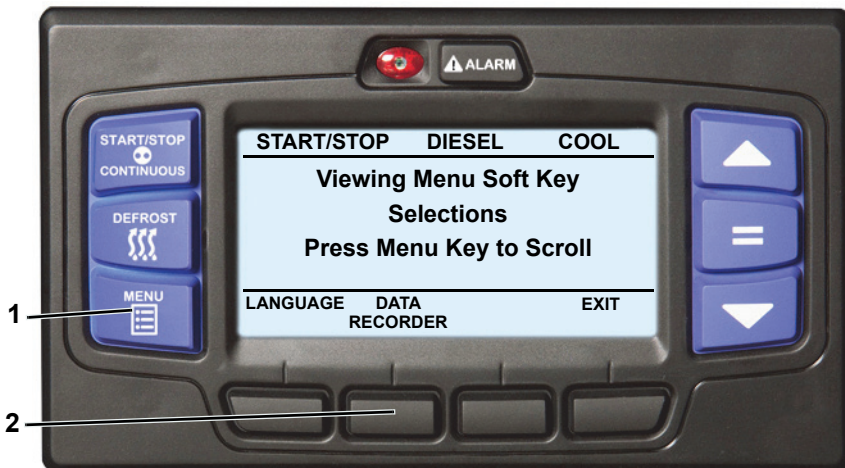 ALARM
START/STOP
CONTINUOUS
DEFROST
MENU
START/STOP DIESEL COOL
Viewing Menu Soft Key
Selections
Press Menu Key to Scroll
LANGUAGE DATA RECORDER EXIT
1
2